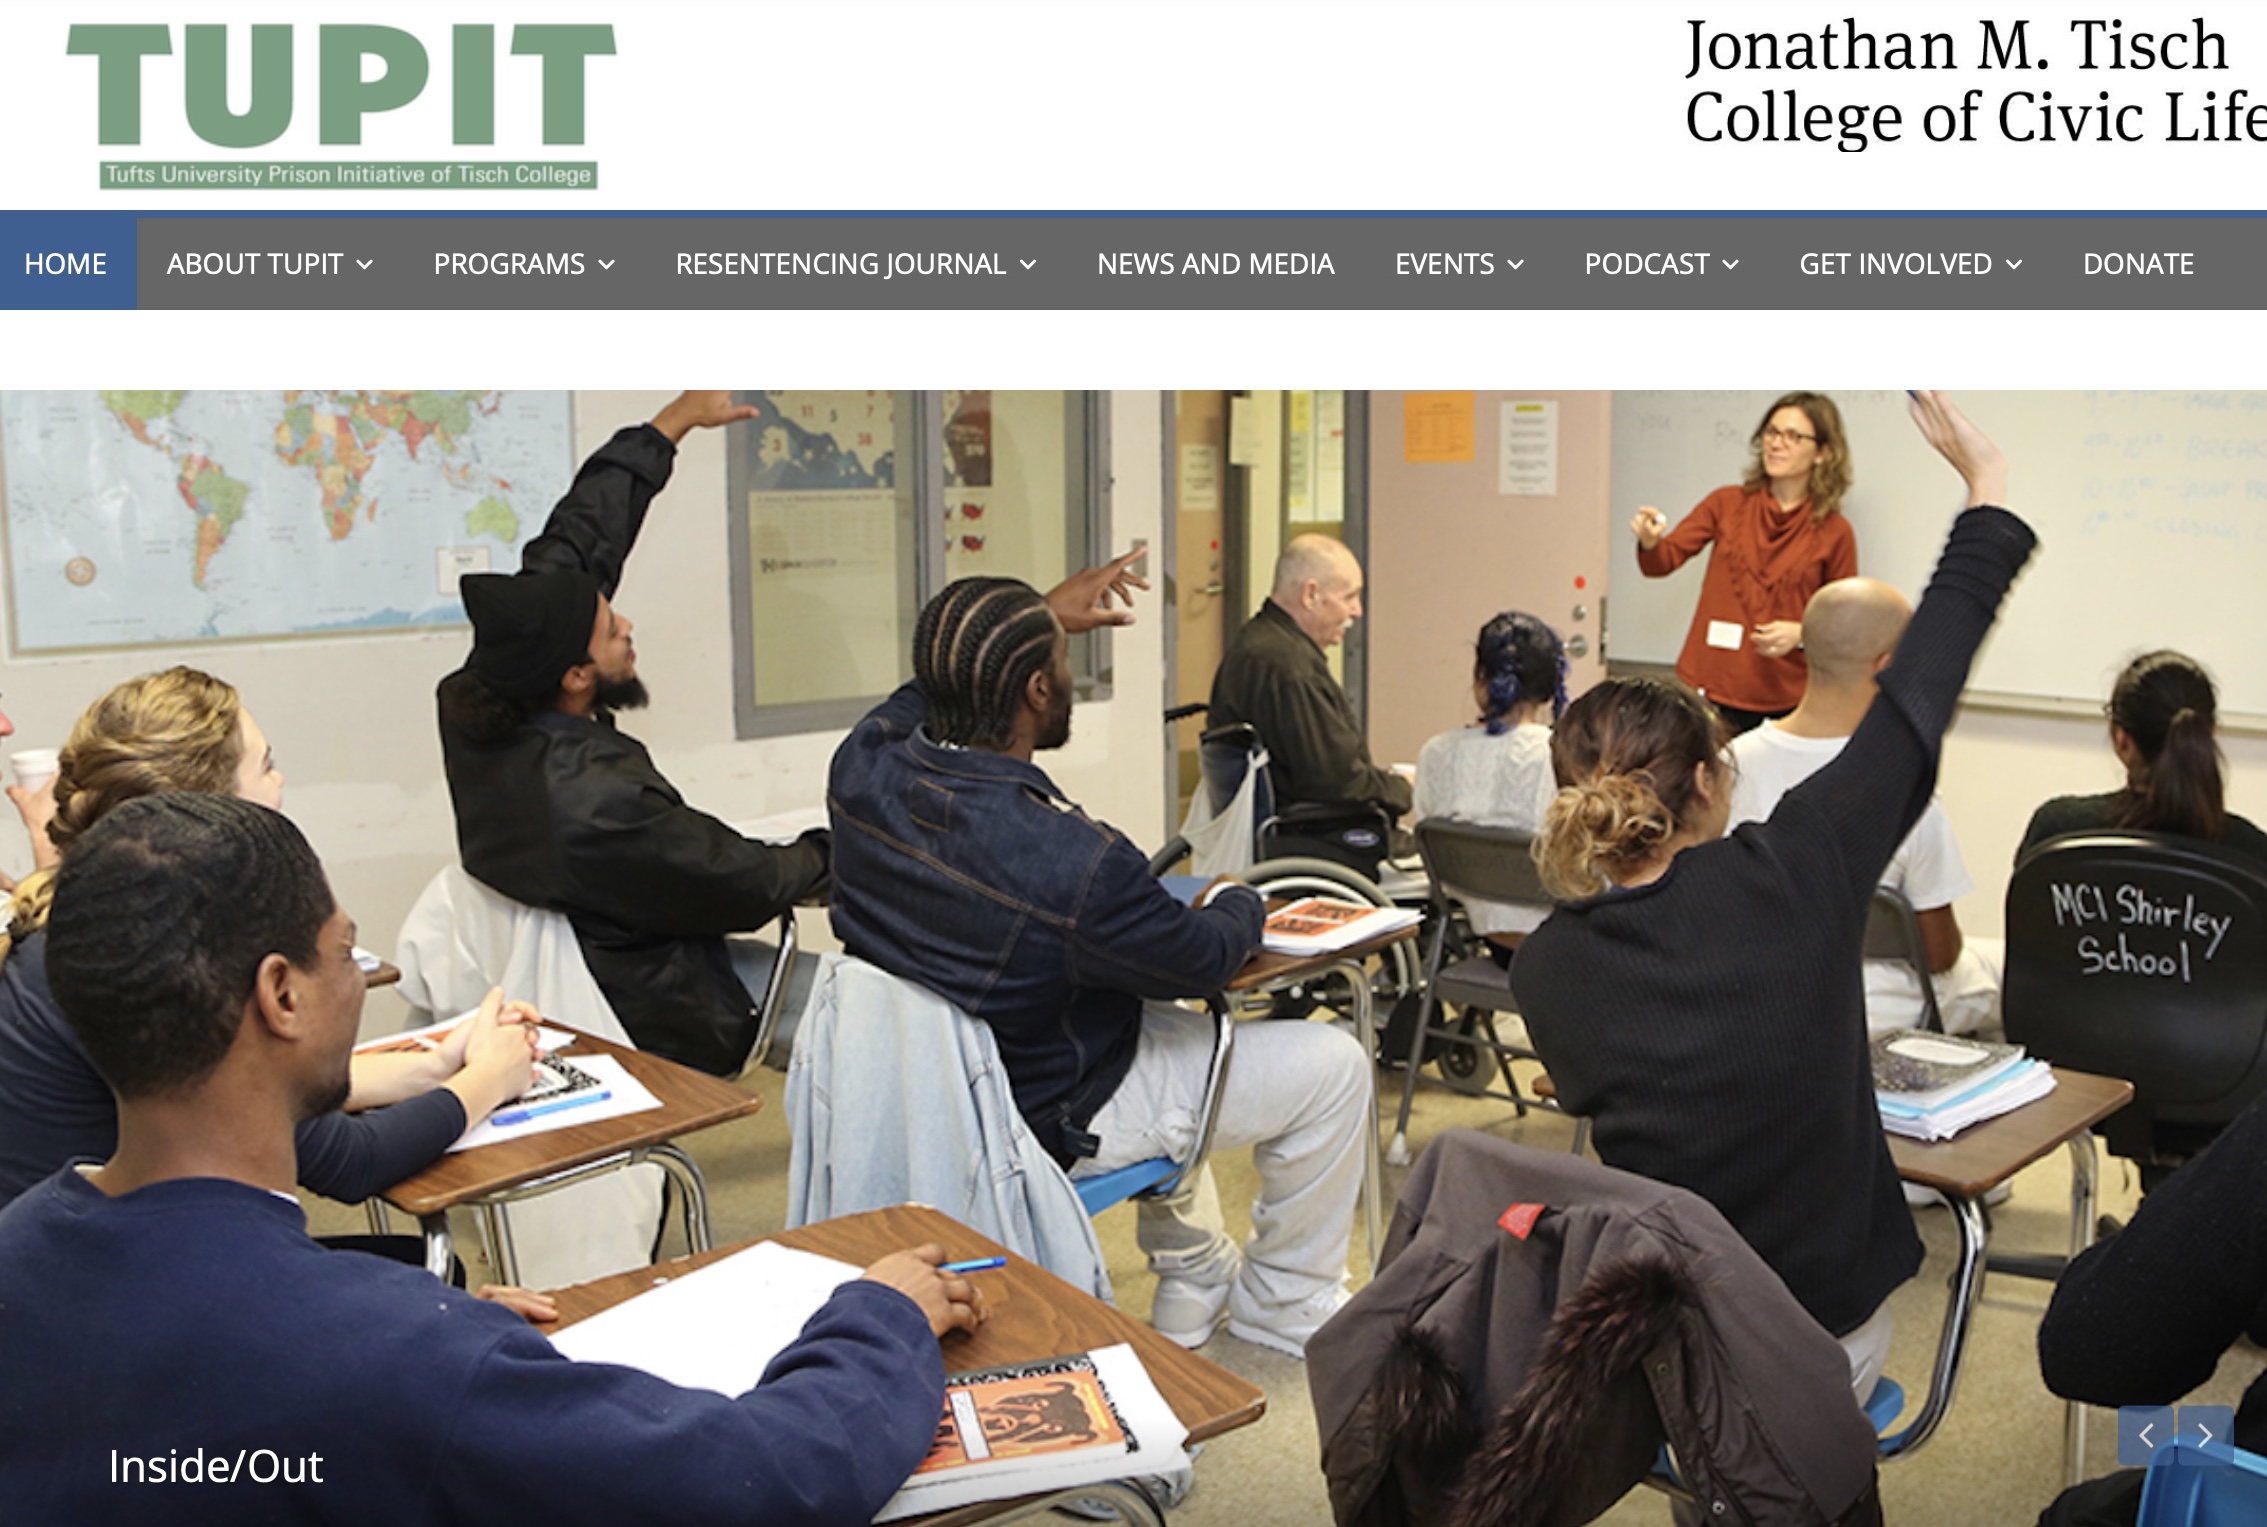 TUPIT
Tufts University Prison Initiative of Tisch College
Jonathan M. Tisch
College of Civic Life
HOME ABOUT TUPIT PROGRAMS RESENTENCING JOURNAL NEWS AND MEDIA EVENTS PODCAST GET INVOLVED DONATE
MCI Shirley
School
Inside/Out